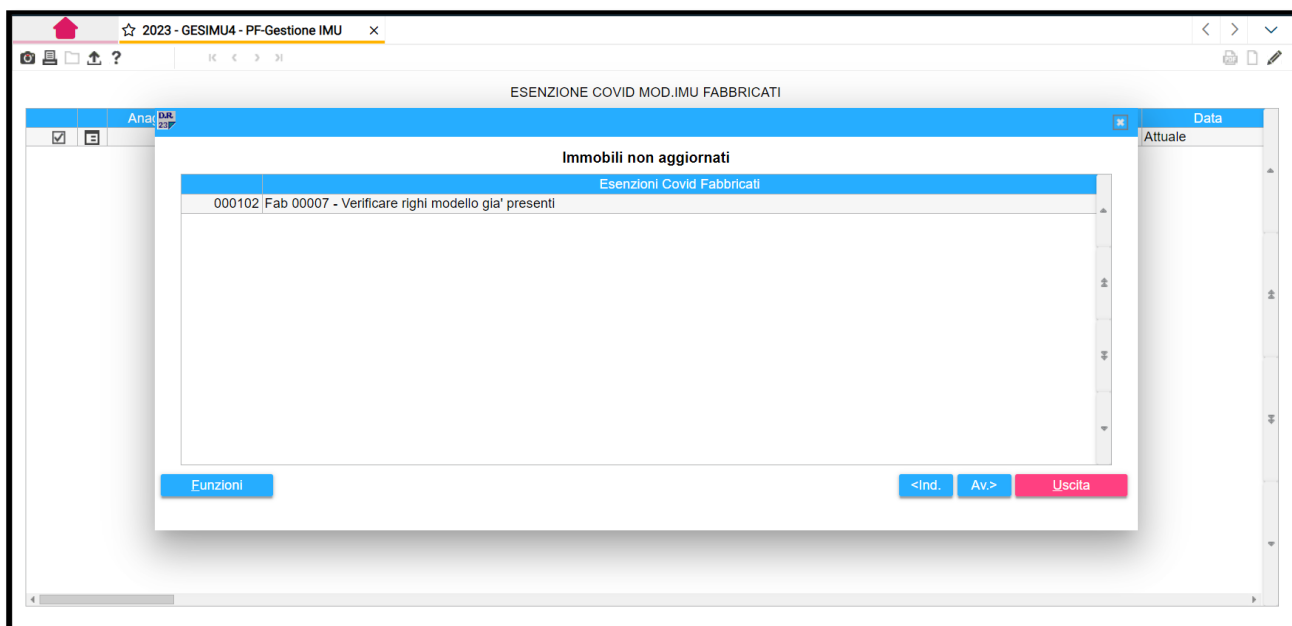 2023 - GESIMU4 - PF-Gestione IMU
?
ESENZIONE COVID MOD.IMU FABBRICATI
Anag
Data
Attuale
D.R.
23
Immobili non aggiornati
Esenzioni Covid Fabbricati
000102 Fab 00007 - Verificare righi modello gia' presenti
Funzioni
<Ind.
Av.>
Uscita